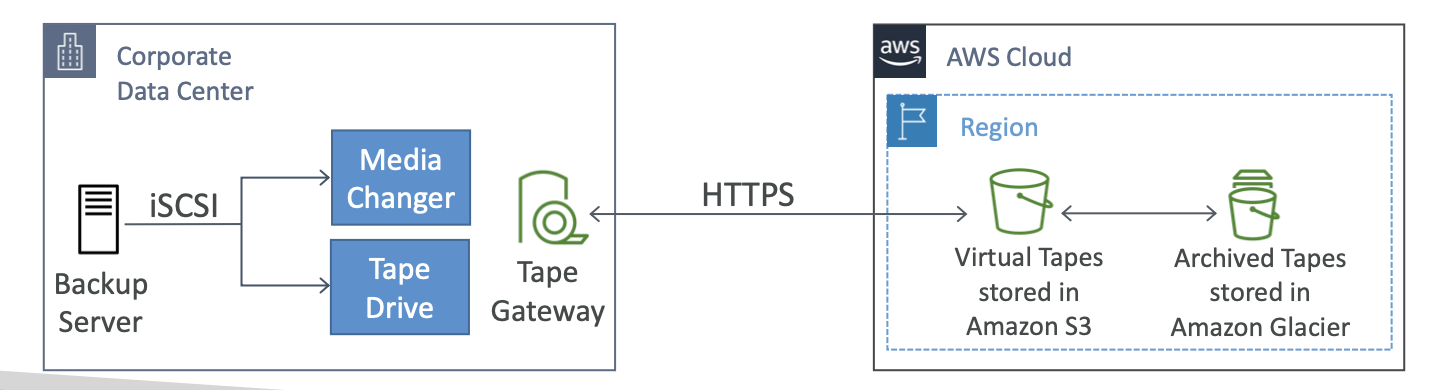 Corporate
Data Center
Backup
Server
iSCSI
Media
Changer
Tape
Drive
Tape
Gateway
HTTPS
aws
AWS Cloud
Region
Virtual Tapes
stored in
Amazon S3
Archived Tapes
stored in
Amazon Glacier